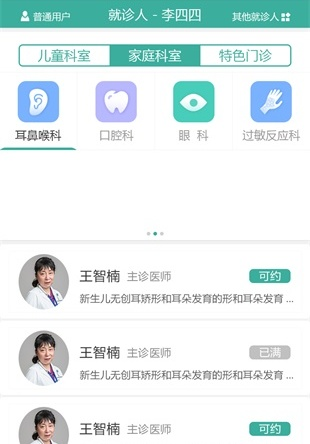 普通用户 就诊人 - 李四四 其他就诊人
儿童科室 家庭科室 特色门诊
耳鼻喉科 口腔科 眼 科 过敏反应科
王智楠 主诊医师 可约
新生儿无创耳矫形和耳朵发育的形和耳朵发育 ...
王智楠 主诊医师 已满
新生儿无创耳矫形和耳朵发育的形和耳朵发育 ...
王智楠 主诊医师 可约